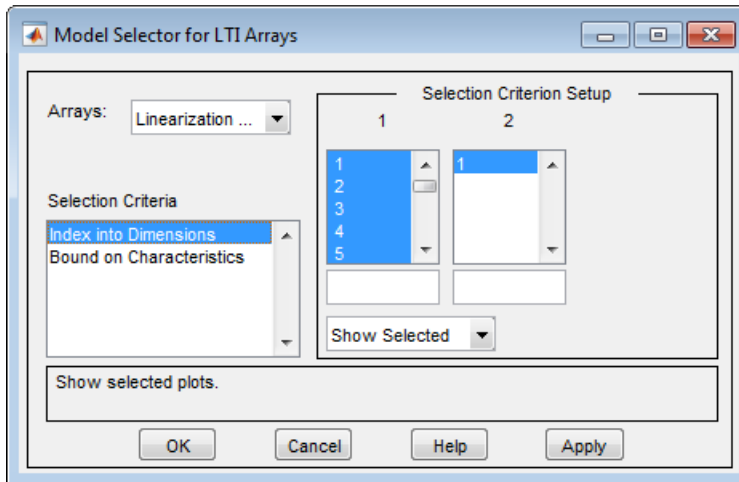 Model Selector for LTI Arrays
Arrays:
Linearization ...
Selection Criteria
Index into Dimensions
Bound on Characteristics
Selection Criterion Setup
1 2
1
2
3
4
5
1
Show Selected
Show selected plots.
OK Cancel Help Apply